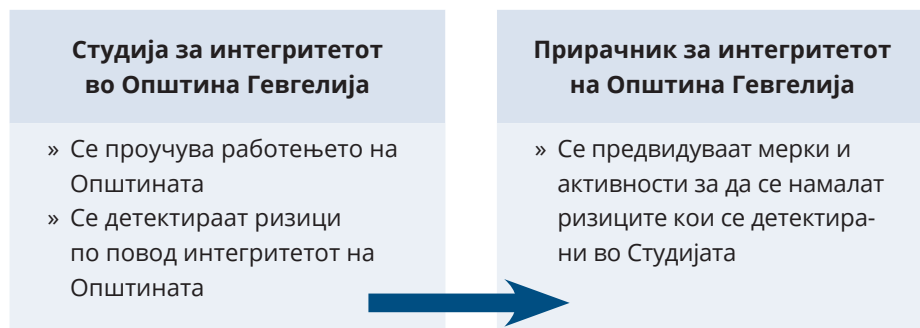 Студија за интегритетот
во Општина Гевгелија
» Се проучува работењето на
Општината
» Се детектираат ризици
по повод интегритетот на
Општината
Прирачник за интегритетот
на Општина Гевгелија
» Се предвидуваат мерки и
активности за да се намалат
ризиците кои се детектира-
ни во Студијата